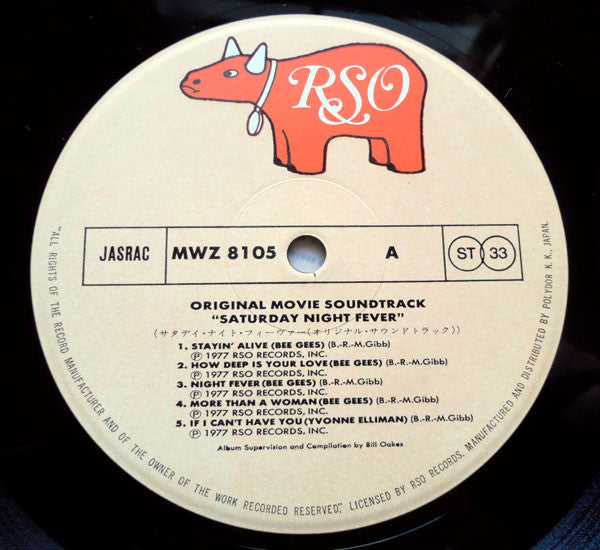 RSO
JASRAC
MWZ 8105
A
ST 33
ORIGINAL MOVIE SOUNDTRACK
"SATURDAY NIGHT FEVER"
(サタデイ・ナイト・フィーヴァー(オリジナル・サウンドトラック))
1. STAYIN' ALIVE (BEE GEES) (B.-R.-M.Gibb)
Ⓟ 1977 RSO RECORDS, INC.
2. HOW DEEP IS YOUR LOVE (BEE GEES) (B.-R.-M.Gibb)
Ⓟ 1977 RSO RECORDS, INC.
3. NIGHT FEVER (BEE GEES) (B.-R.-M.Gibb)
Ⓟ 1977 RSO RECORDS, INC.
4. MORE THAN A WOMAN (BEE GEES) (B.-R.-M.Gibb)
Ⓟ 1977 RSO RECORDS, INC.
5. IF I CAN'T HAVE YOU (YVONNE ELLIMAN) (B.-R.-M.Gibb)
Ⓟ 1977 RSO RECORDS, INC.
Album Supervision and Compilation by Bill Oakes
"ALL RIGHTS OF THE RECORD MANUFACTURER AND OF THE OWNER OF THE WORK RECORDED RESERVED," LICENSED BY RSO RECORDS. MANUFACTURED AND DISTRIBUTED BY POLYDOR K. K., JAPAN.